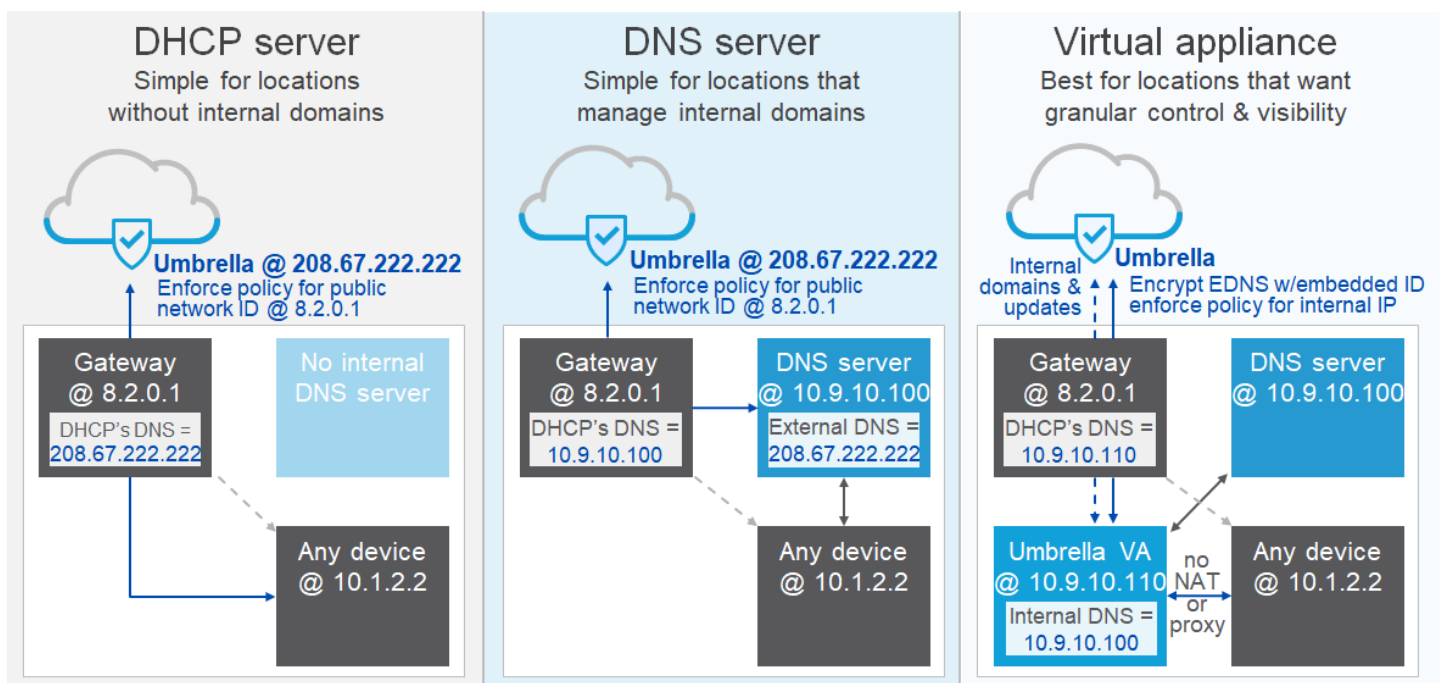 DHCP server
Simple for locations
without internal domains
Umbrella @ 208.67.222.222
Enforce policy for public
network ID @ 8.2.0.1
Gateway
@ 8.2.0.1
DHCP's DNS =
208.67.222.222
No internal
DNS server
Any device
@ 10.1.2.2
DNS server
Simple for locations that
manage internal domains
Umbrella @ 208.67.222.222
Enforce policy for public
network ID @ 8.2.0.1
Gateway
@ 8.2.0.1
DHCP's DNS =
10.9.10.100
DNS server
@ 10.9.10.100
External DNS =
208.67.222.222
Any device
@ 10.1.2.2
Virtual appliance
Best for locations that want
granular control & visibility
Internal
domains &
updates
Umbrella
Encrypt EDNS w/embedded ID
enforce policy for internal IP
Gateway
@ 8.2.0.1
DHCP's DNS =
10.9.10.110
DNS server
@ 10.9.10.100
Umbrella VA
@ 10.9.10.110
Internal DNS =
10.9.10.100
no
NAT
or
proxy
Any device
@ 10.1.2.2